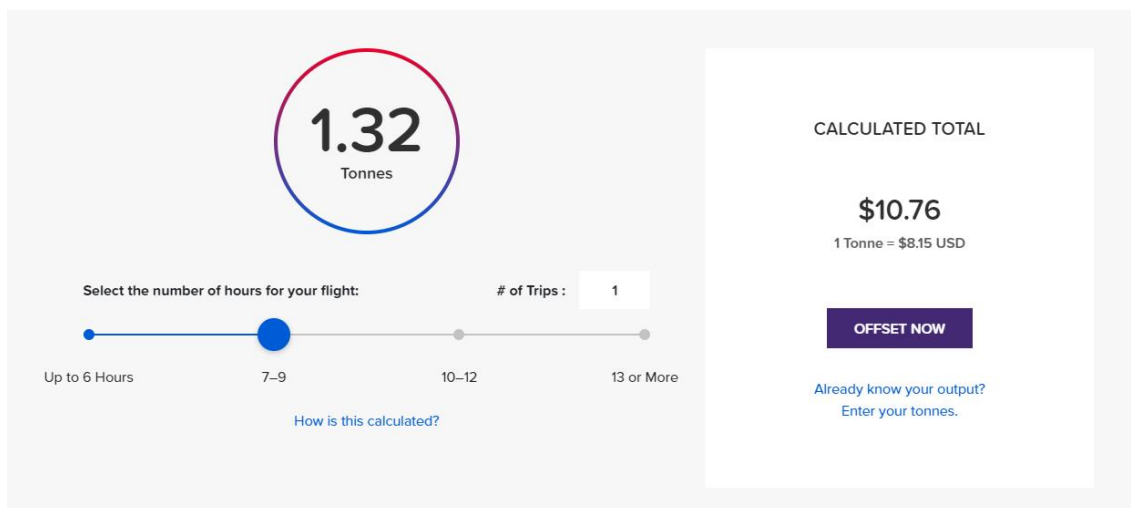 1.32
Tonnes
Select the number of hours for your flight:
# of Trips :
1
Up to 6 Hours
7–9
10–12
13 or More
How is this calculated?
CALCULATED TOTAL
$10.76
1 Tonne = $8.15 USD
OFFSET NOW
Already know your output?
Enter your tonnes.